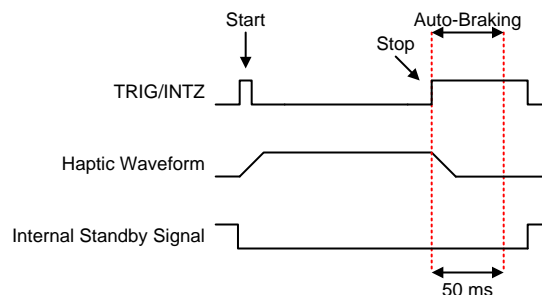 Auto-Braking
Start
Stop
TRIG/INTZ
Haptic Waveform
Internal Standby Signal
50 ms